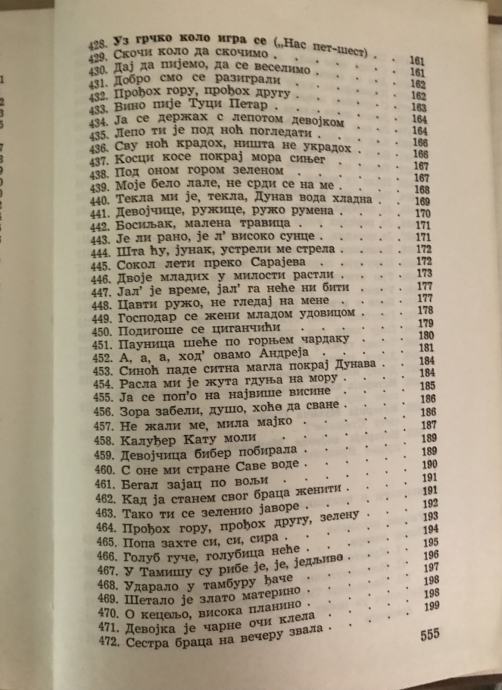 428. Уз грчко коло игра се („Нас пет-шест) . . 161
429. Скочи коло да скочимо . . . . . 161
430. Дај да пијемо, да се веселимо . . . . 162
431. Добро смо се разиграли . . . . . 162
432. Прођох гору, прођох другу . . . . . 163
433. Вино пије Туци Петар . . . . . 164
434. Ја се держах с лепотом девојком . . . . 164
435. Лепо ти је под ноћ погледати . . . . 166
436. Сву ноћ крадох, ништа не украдох . . . . 166
437. Косци косе покрај мора сињег . . . . 167
438. Под оном гором зеленом . . . . . 167
439. Моје бело лале, не срди се на ме . . . . 168
440. Текла ми је, текла, Дунав вода хладна . . . 169
441. Девојчице, ружице, ружо румена . . . . 170
442. Босиљак, малена травица . . . . . 171
443. Је ли рано, је л' високо сунце . . . . 171
444. Шта ћу, јунак, устрели ме стрела . . . . 172
445. Сокол лети преко Сарајева . . . . . 172
446. Двоје младих у милости растли . . . . 173
447. Јал' је време, јал' га неће ни бити . . . . 177
448. Цавти ружо, не гледај на мене . . . . 177
449. Господар се жени младом удовицом . . . . 178
450. Подигоше се циганчићи . . . . . 179
451. Пауница шеће по горњем чардаку . . . . 180
452. А, а, а, ход' овамо Андреја . . . . . 181
453. Синоћ паде ситна магла покрај Дунава . . . 184
454. Расла ми је жута гдуња на мору . . . . 184
455. Ја се поп'о на највише висине . . . . 185
456. Зора забели, душо, хоће да сване . . . . 186
457. Не жали ме, мила мајко . . . . . 186
458. Калуђер Кату моли . . . . . 187
459. Девојчица бибер побирала . . . . . 189
460. С оне ми стране Саве воде . . . . . 189
461. Бегал зајац по вољи . . . . . 190
462. Кад ја станем свог браца женити . . . . 191
463. Тако ти се зеленио јаворе . . . . . 191
464. Прођох гору, прођох другу, зелену . . . . 192
465. Попа захте си, си, сира . . . . . 193
466. Голуб гуче, голубица неће . . . . . 194
467. У Тамишу су рибе је, је, једљиве . . . . 195
468. Ударало у тамбуру ђаче . . . . . 196
469. Шетало је злато материно . . . . . 197
470. О кецељо, висока планино . . . . . 198
471. Девојка је чарне очи клела . . . . . 198
472. Сестра браца на вечеру звала . . . . . 199
555